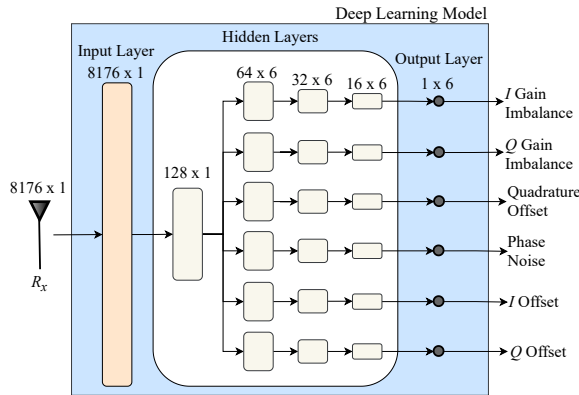 Deep Learning Model
Hidden Layers
Input Layer
8176 x 1
Output Layer
1 x 6
64 x 6
32 x 6
16 x 6
128 x 1
8176 x 1
Rx
I Gain
Imbalance
Q Gain
Imbalance
Quadrature
Offset
Phase
Noise
I Offset
Q Offset